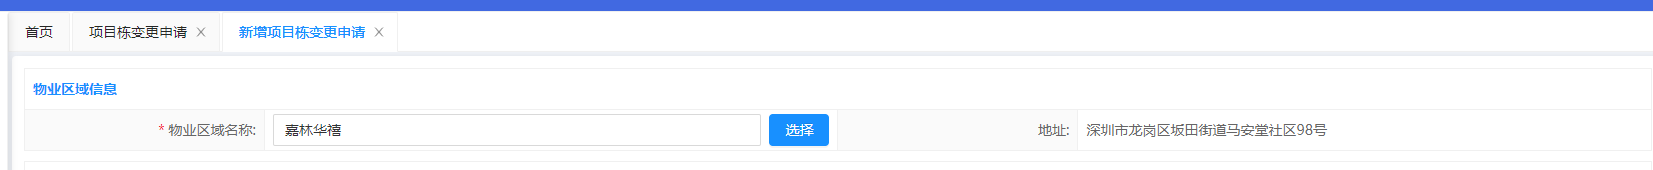 首页 项目栋变更申请 × 新增项目栋变更申请 ×
物业区域信息
* 物业区域名称: 嘉林华禧 选择 地址: 深圳市龙岗区坂田街道马安堂社区98号